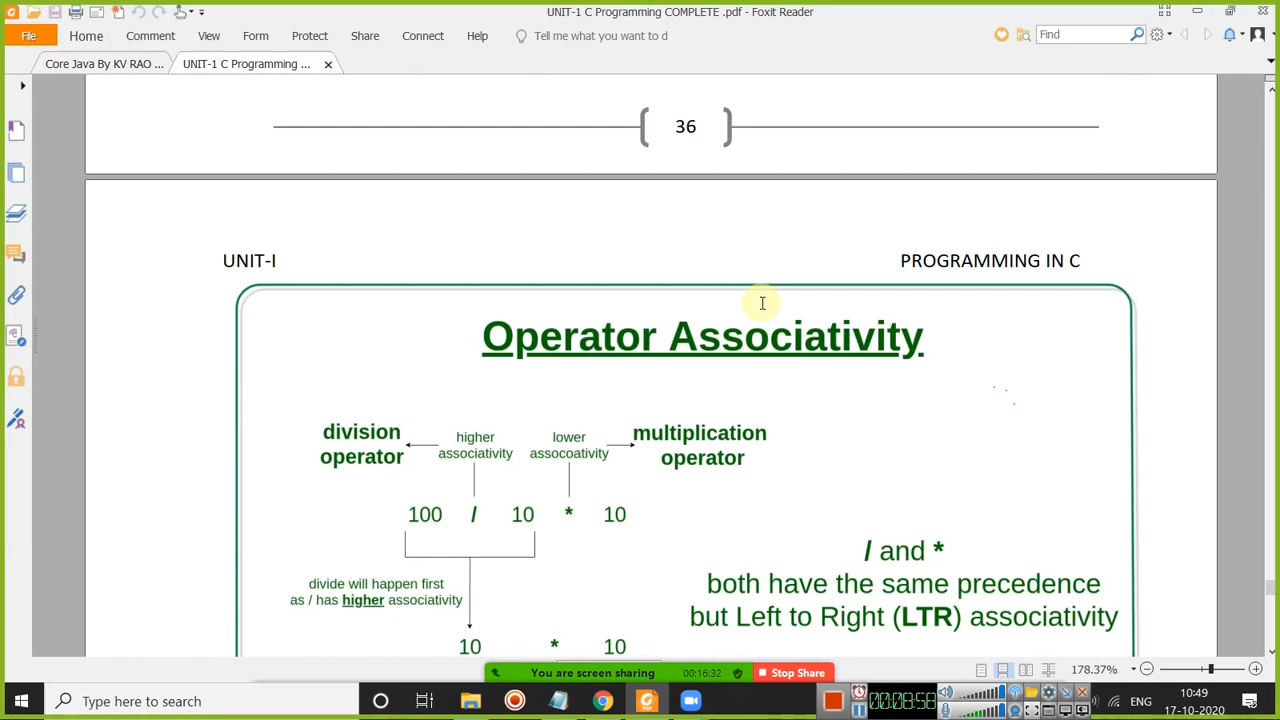 UNIT-1 C Programming COMPLETE .pdf - Foxit Reader
File Home Comment View Form Protect Share Connect Help Tell me what you want to d Find
Core Java By KV RAO ... UNIT-1 C Programming ...
36
UNIT-I PROGRAMMING IN C
Operator Associativity
division
operator
higher
associativity
lower
assocoativity
multiplication
operator
100 / 10 * 10
divide will happen first
as / has higher associativity
/ and *
both have the same precedence
but Left to Right (LTR) associativity
10 * 10
You are screen sharing 00:16:32 Stop Share
178.37%
Type here to search
00:08:58
ENG
10:49
17-10-2020